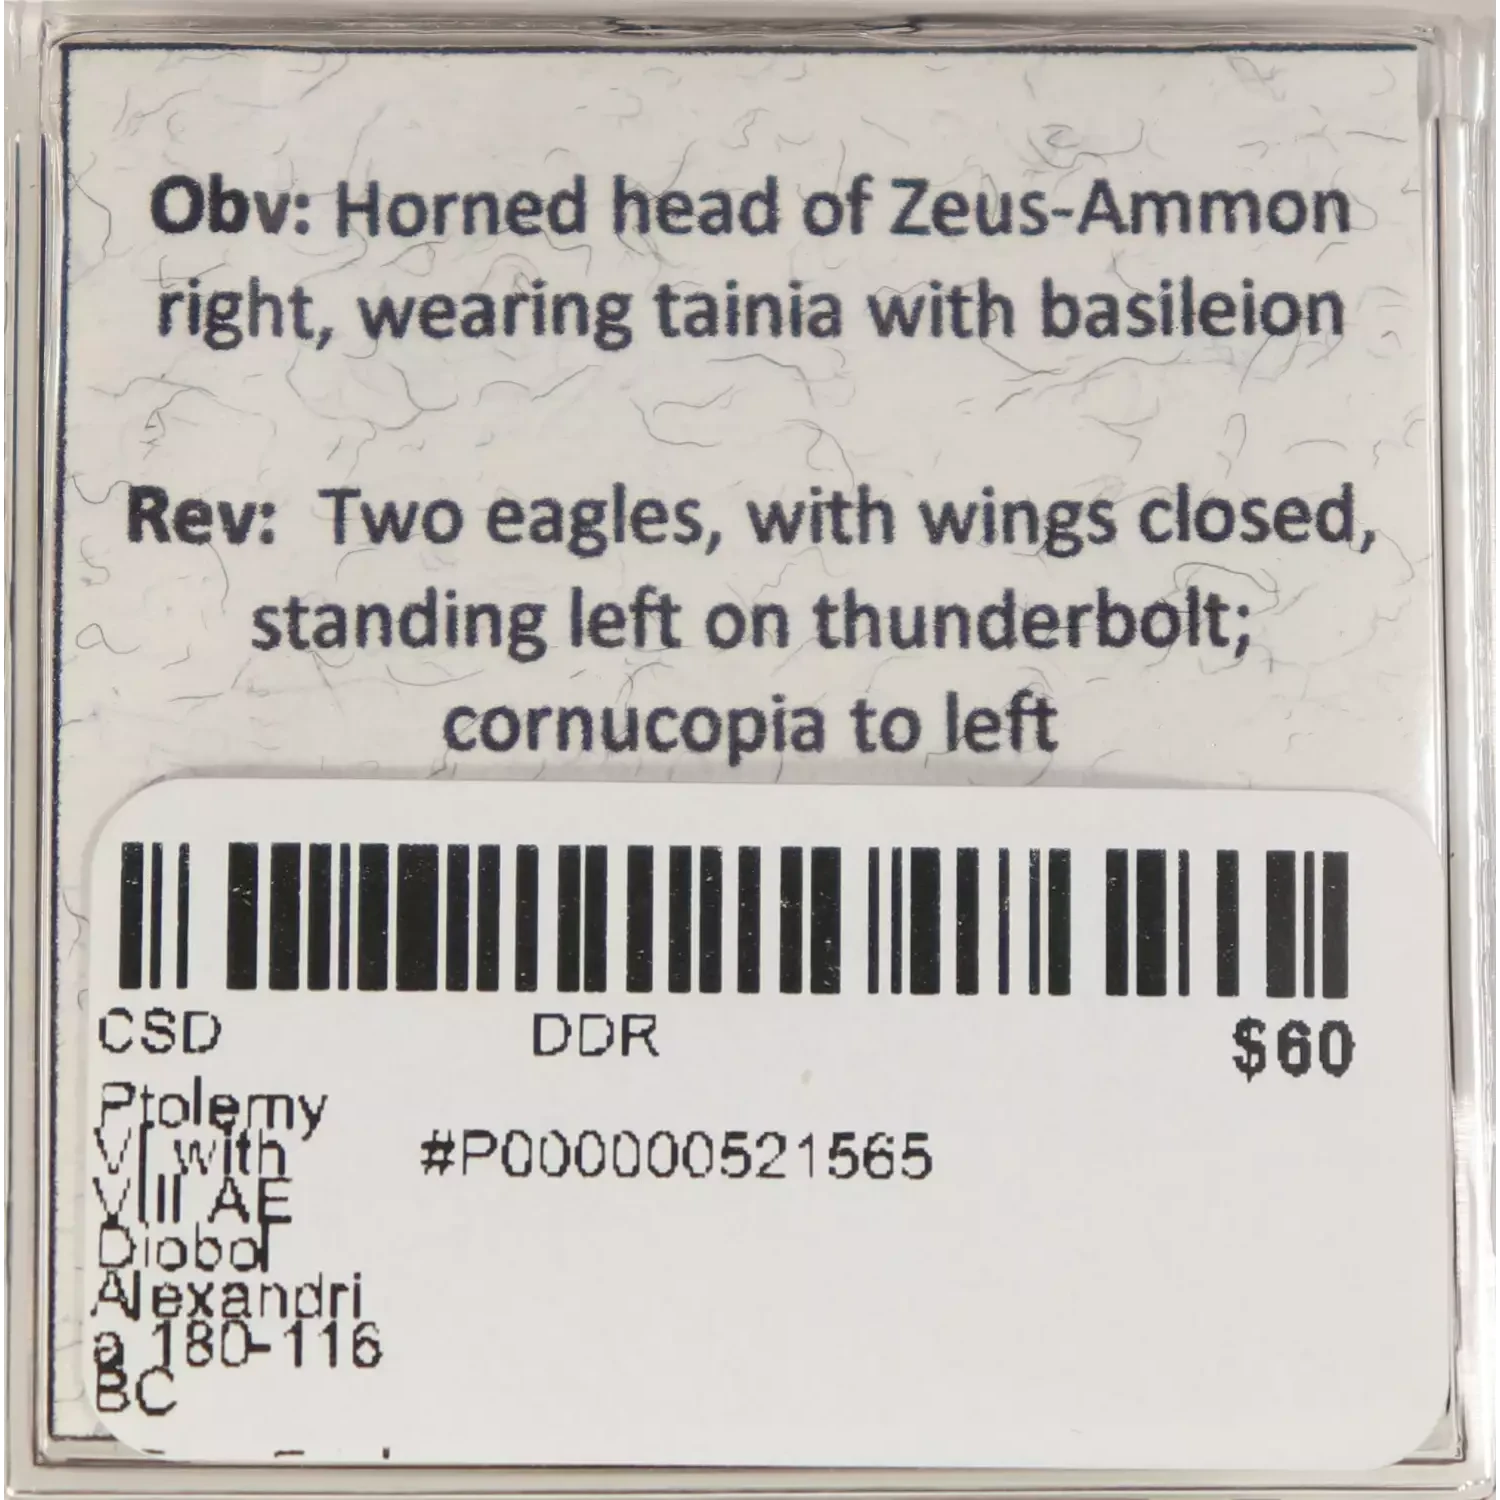 Obv: Horned head of Zeus-Ammon
right, wearing tainia with basileion
Rev: Two eagles, with wings closed,
standing left on thunderbolt;
cornucopia to left
CSD DDR $60
Ptolemy
VI with #P0000000521565
VIII AE
Diobol
Alexandri
a 180-116
BC